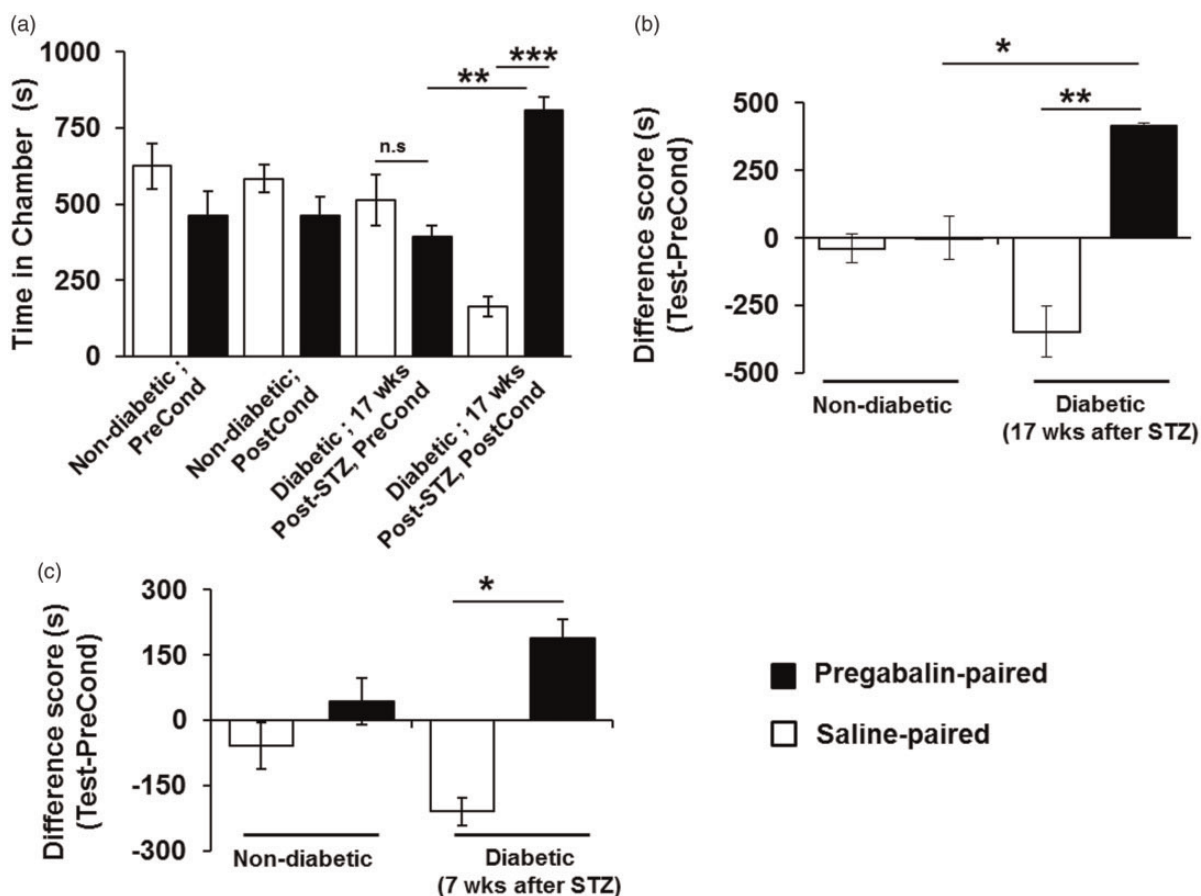 (a)
Time in Chamber (s)
1000
750
500
250
0
n.s
**
***
Non-diabetic ;
PreCond
Non-diabetic;
PostCond
Diabetic ; 17 wks
Post-STZ, PreCond
Diabetic ; 17 wks
Post-STZ, PostCond
(b)
Difference score (s)
(Test-PreCond)
500
250
0
-250
-500
*
**
Non-diabetic
Diabetic
(17 wks after STZ)
(c)
Difference score (s)
(Test-PreCond)
300
150
0
-150
-300
*
Non-diabetic
Diabetic
(7 wks after STZ)
Pregabalin-paired
Saline-paired